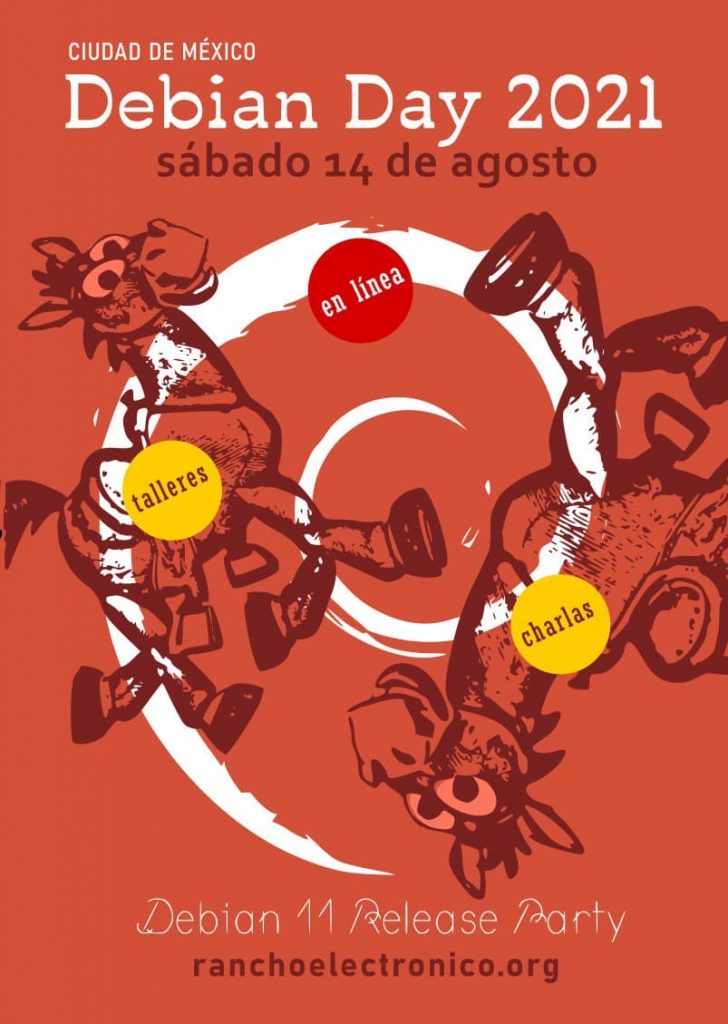 CIUDAD DE MÉXICO
Debian Day 2021
sábado 14 de agosto
en línea
talleres
charlas
Debian 11 Release Party
ranchoelectronico.org